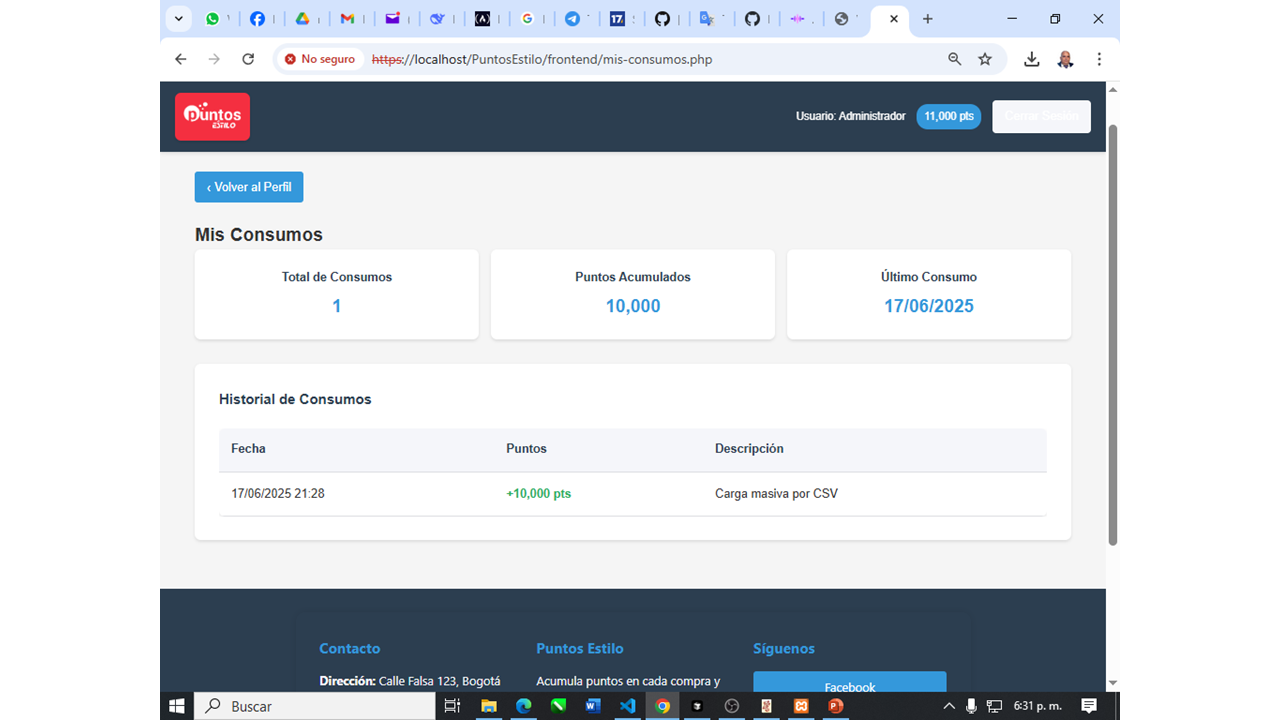 No seguro https://localhost/PuntosEstilo/frontend/mis-consumos.php
Puntos ESTILO
Usuario: Administrador 11,000 pts Cerrar Sesión
‹ Volver al Perfil
Mis Consumos
Total de Consumos
1
Puntos Acumulados
10,000
Último Consumo
17/06/2025
Historial de Consumos
Fecha Puntos Descripción
17/06/2025 21:28 +10,000 pts Carga masiva por CSV
Contacto
Dirección: Calle Falsa 123, Bogotá
Puntos Estilo
Acumula puntos en cada compra y
Síguenos
Facebook
Buscar
6:31 p. m.